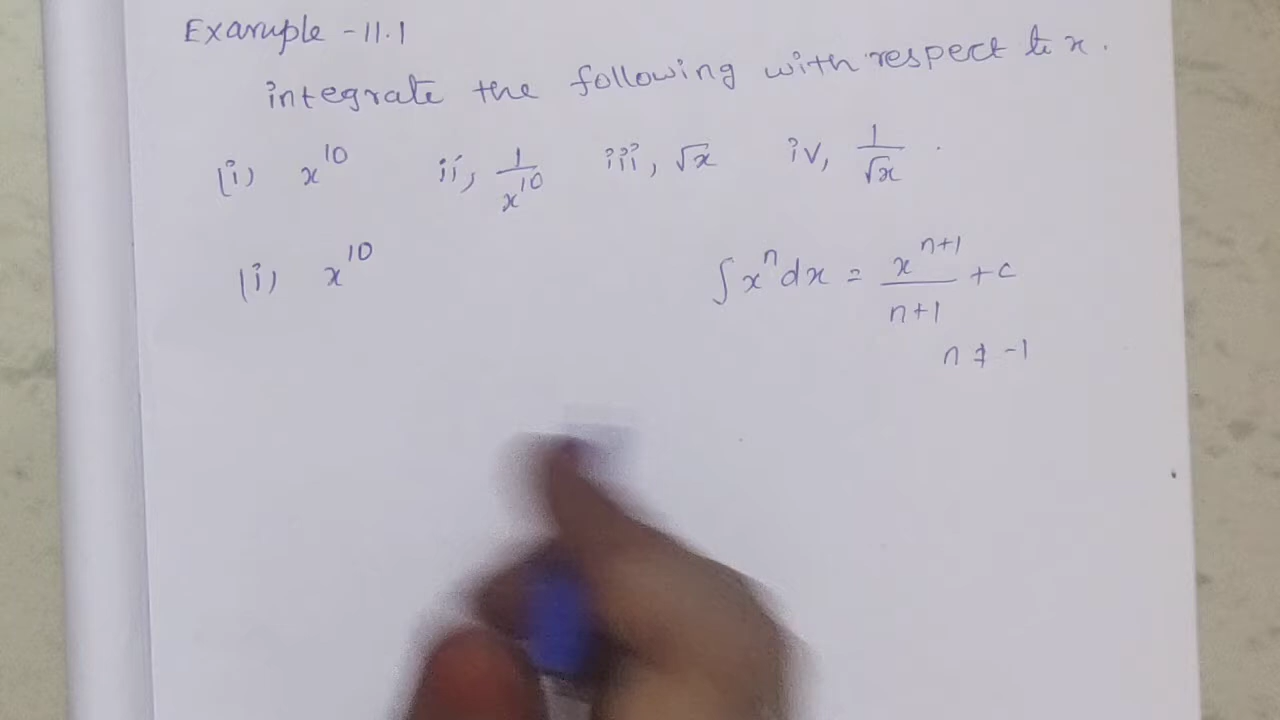 Example - 11.1
integrate the following with respect to x.
(i) x^10 ii, 1/x^10 iii, √x iv, 1/√x .
(i) x^10 ∫x^n dx = x^(n+1)/(n+1) + c
n ≠ -1